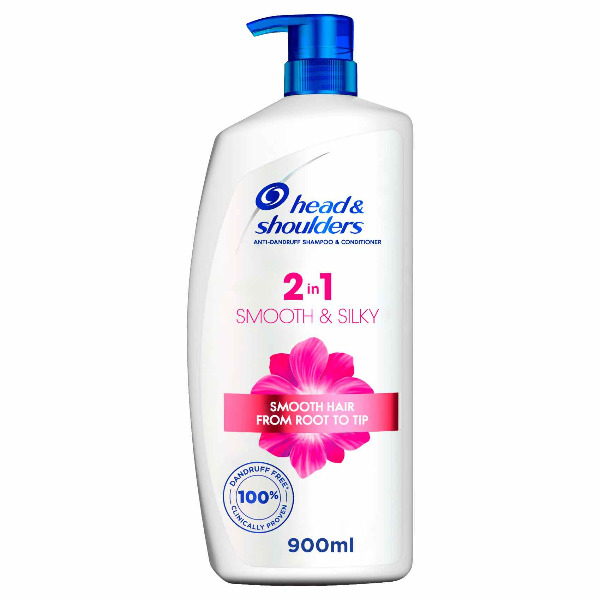 head &
shoulders
ANTI-DANDRUFF SHAMPOO & CONDITIONER
2 in 1
SMOOTH & SILKY
SMOOTH HAIR
FROM ROOT TO TIP
DANDRUFF FREE*
100%
CLINICALLY PROVEN
900ml